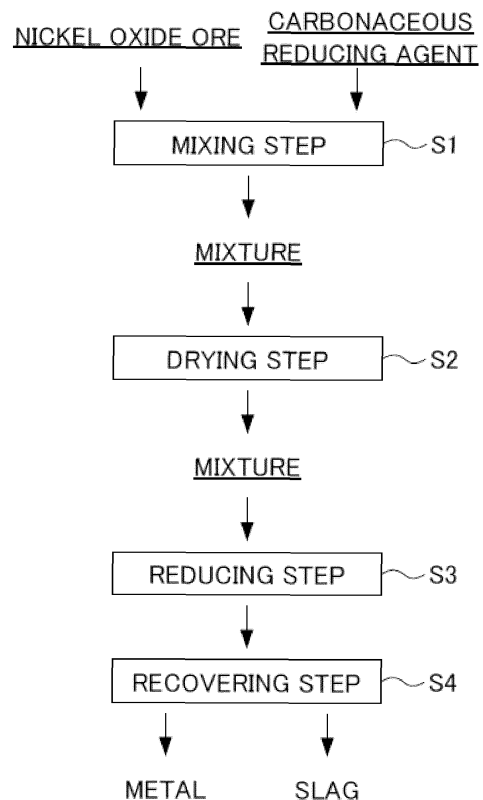 NICKEL OXIDE ORE
CARBONACEOUS
REDUCING AGENT
MIXING STEP
S1
MIXTURE
DRYING STEP
S2
MIXTURE
REDUCING STEP
S3
RECOVERING STEP
S4
METAL
SLAG